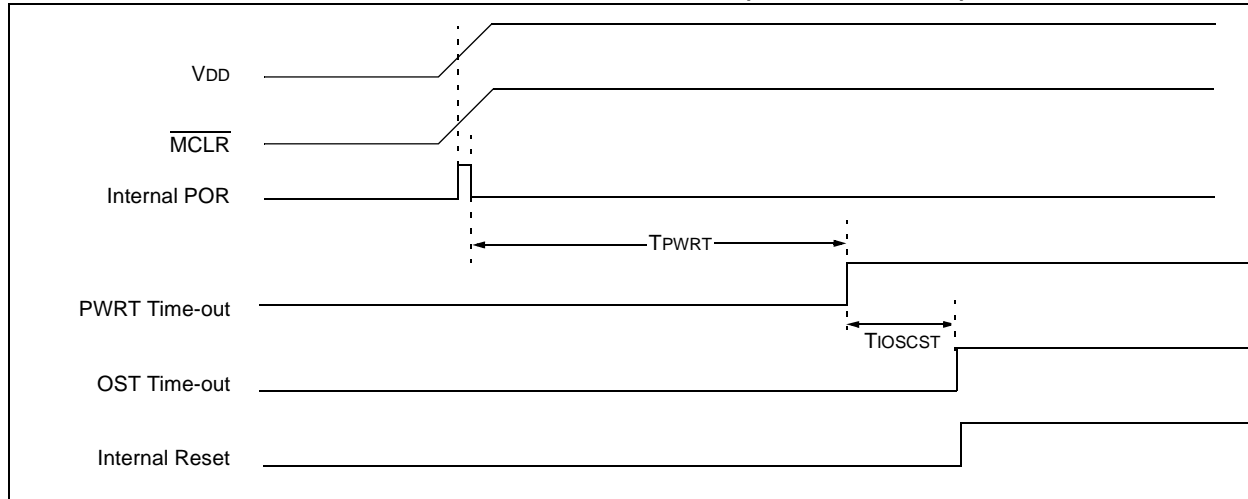 VDD
MCLR
Internal POR
TPWRT
PWRT Time-out
TIOSCST
OST Time-out
Internal Reset